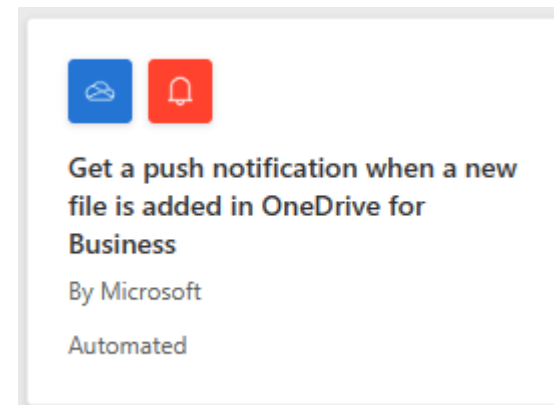 Get a push notification when a new
file is added in OneDrive for
Business
By Microsoft
Automated